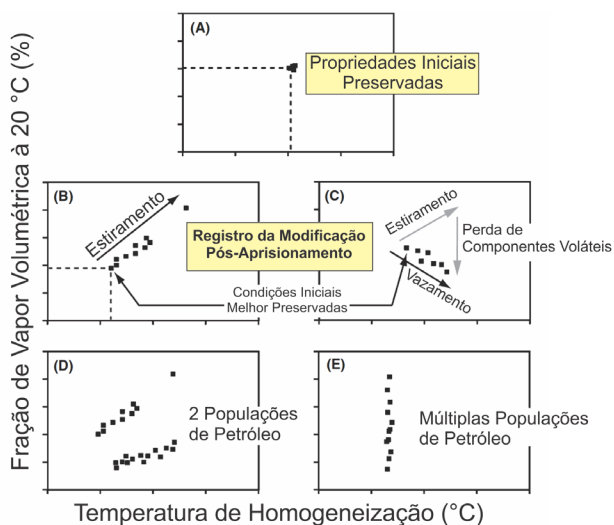 Fração de Vapor Volumétrica à 20 °C (%)
(A)
Propriedades Iniciais
Preservadas
(B)
Estiramento
Registro da Modificação
Pós-Aprisionamento
Condições Iniciais
Melhor Preservadas
(C)
Estiramento
Perda de
Componentes Voláteis
Vazamento
(D)
2 Populações
de Petróleo
(E)
Múltiplas Populações
de Petróleo
Temperatura de Homogeneização (°C)